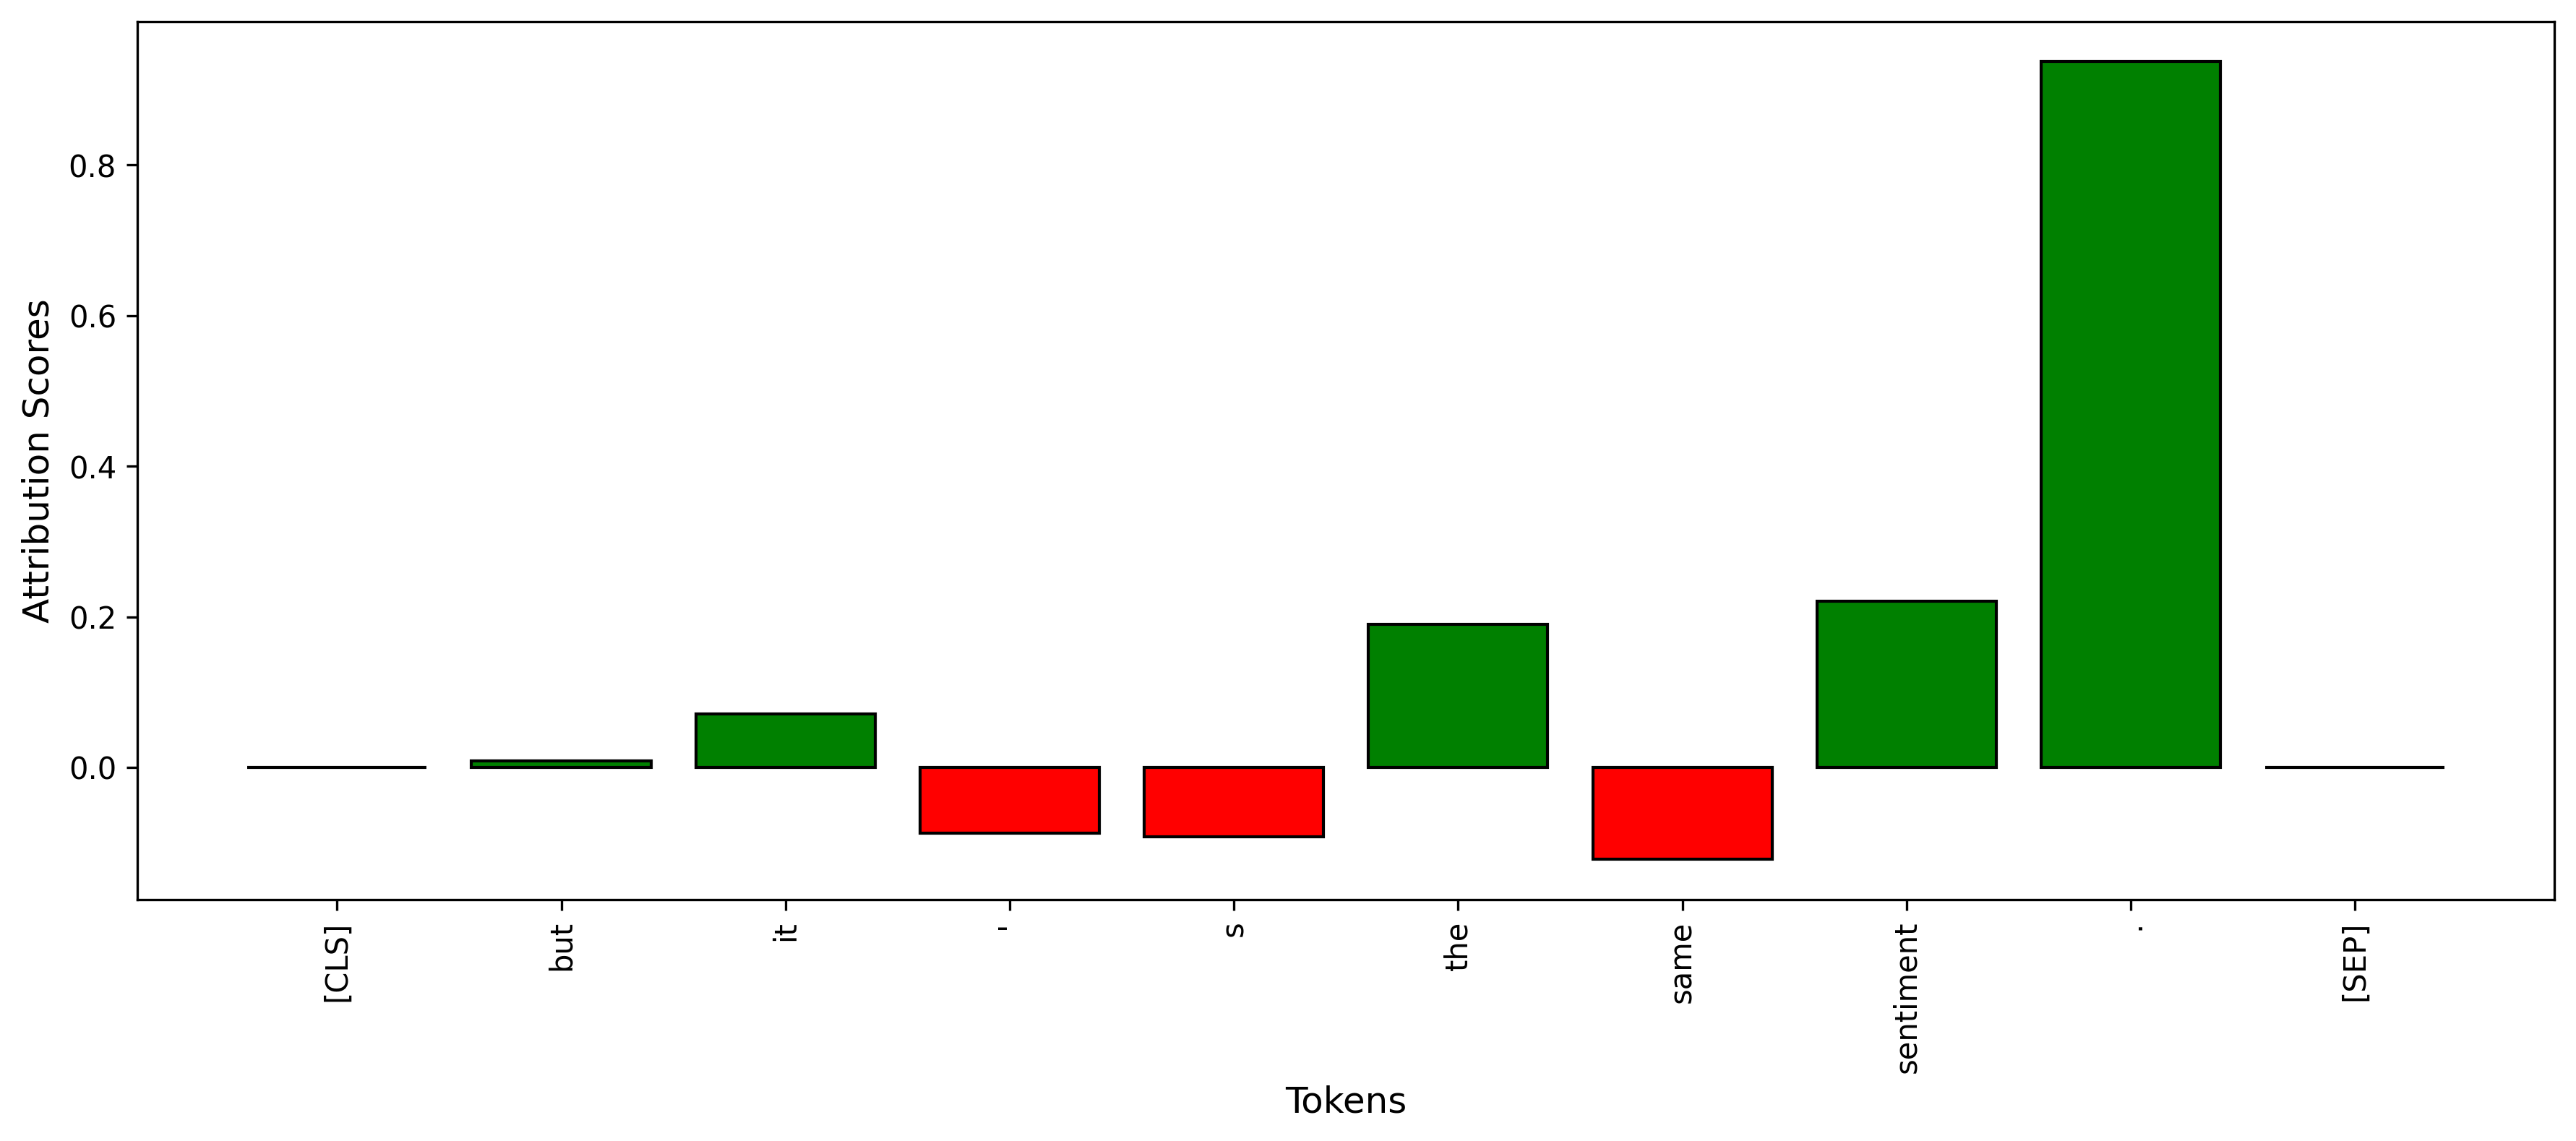 Attribution Scores
0.8
0.6
0.4
0.2
0.0
[CLS]
but
it
'
s
the
same
sentiment
.
[SEP]
Tokens